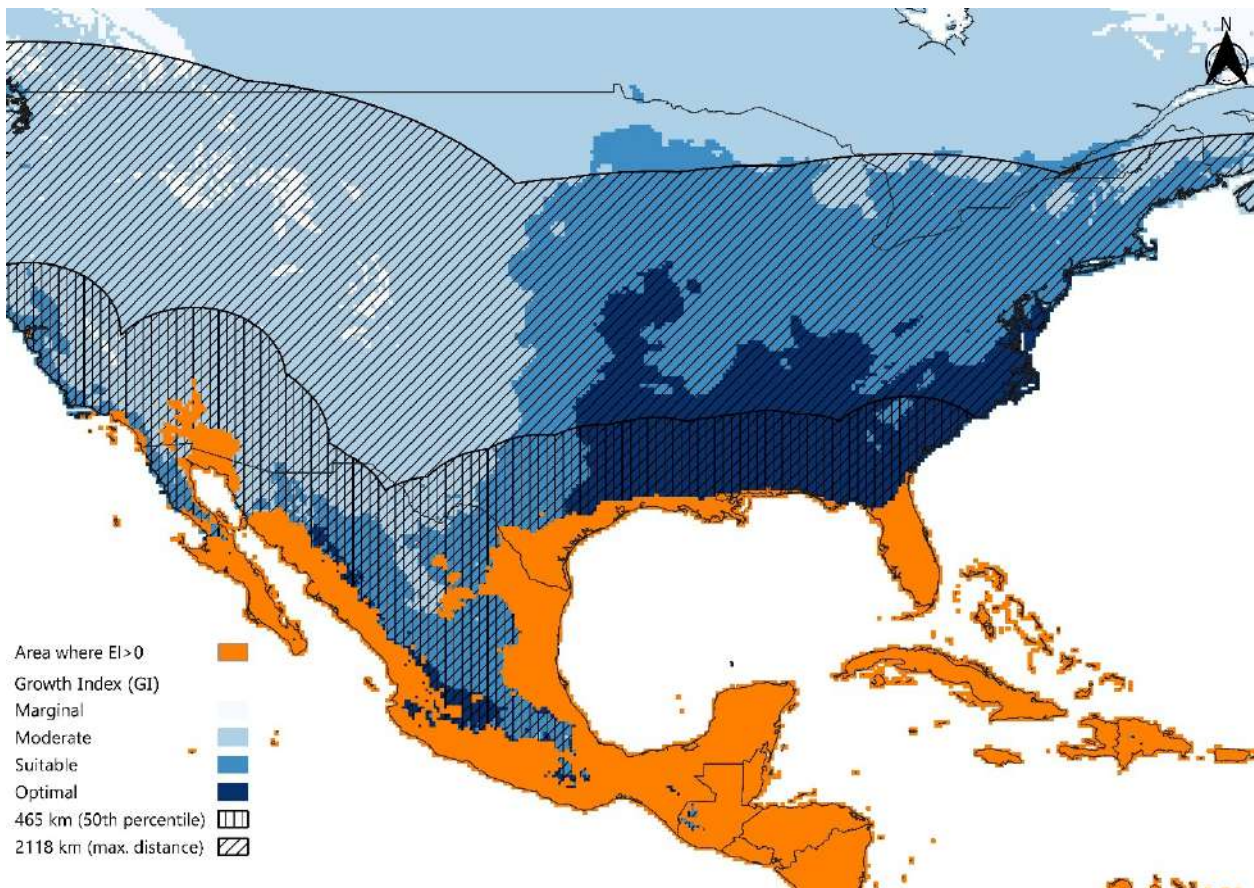 N
Area where EI>0
Growth Index (GI)
Marginal
Moderate
Suitable
Optimal
465 km (50th percentile)
2118 km (max. distance)